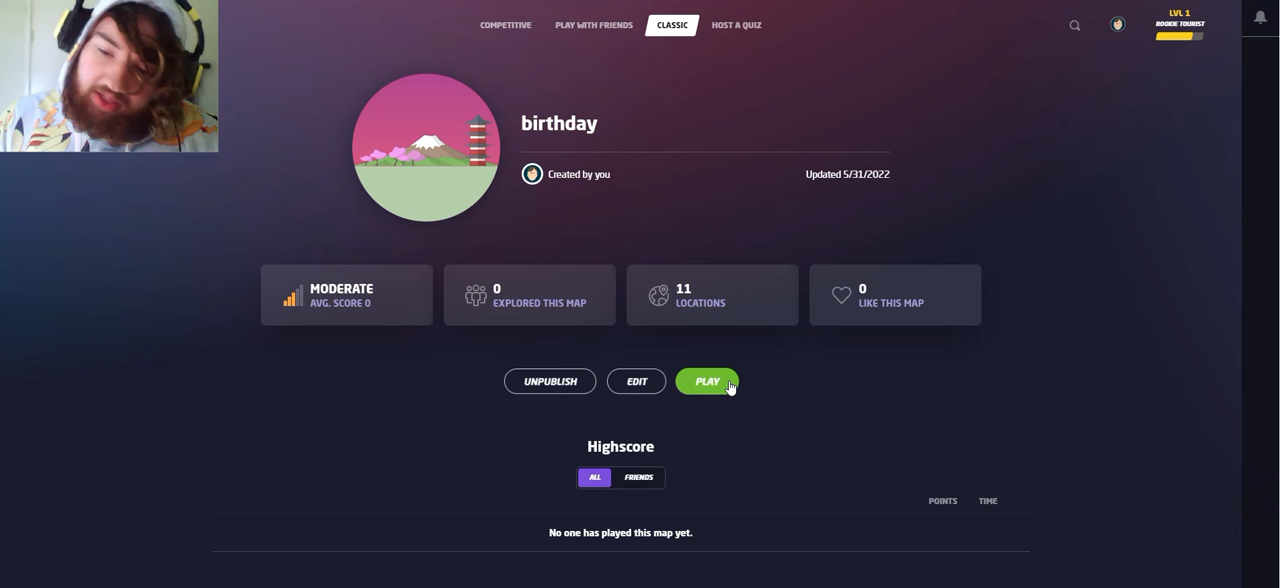 COMPETITIVE PLAY WITH FRIENDS CLASSIC HOST A QUIZ
LVL 1
ROOKIE TOURIST
birthday
Created by you Updated 5/31/2022
MODERATE
AVG. SCORE 0
0
EXPLORED THIS MAP
11
LOCATIONS
0
LIKE THIS MAP
UNPUBLISH EDIT PLAY
Highscore
ALL FRIENDS
POINTS TIME
No one has played this map yet.